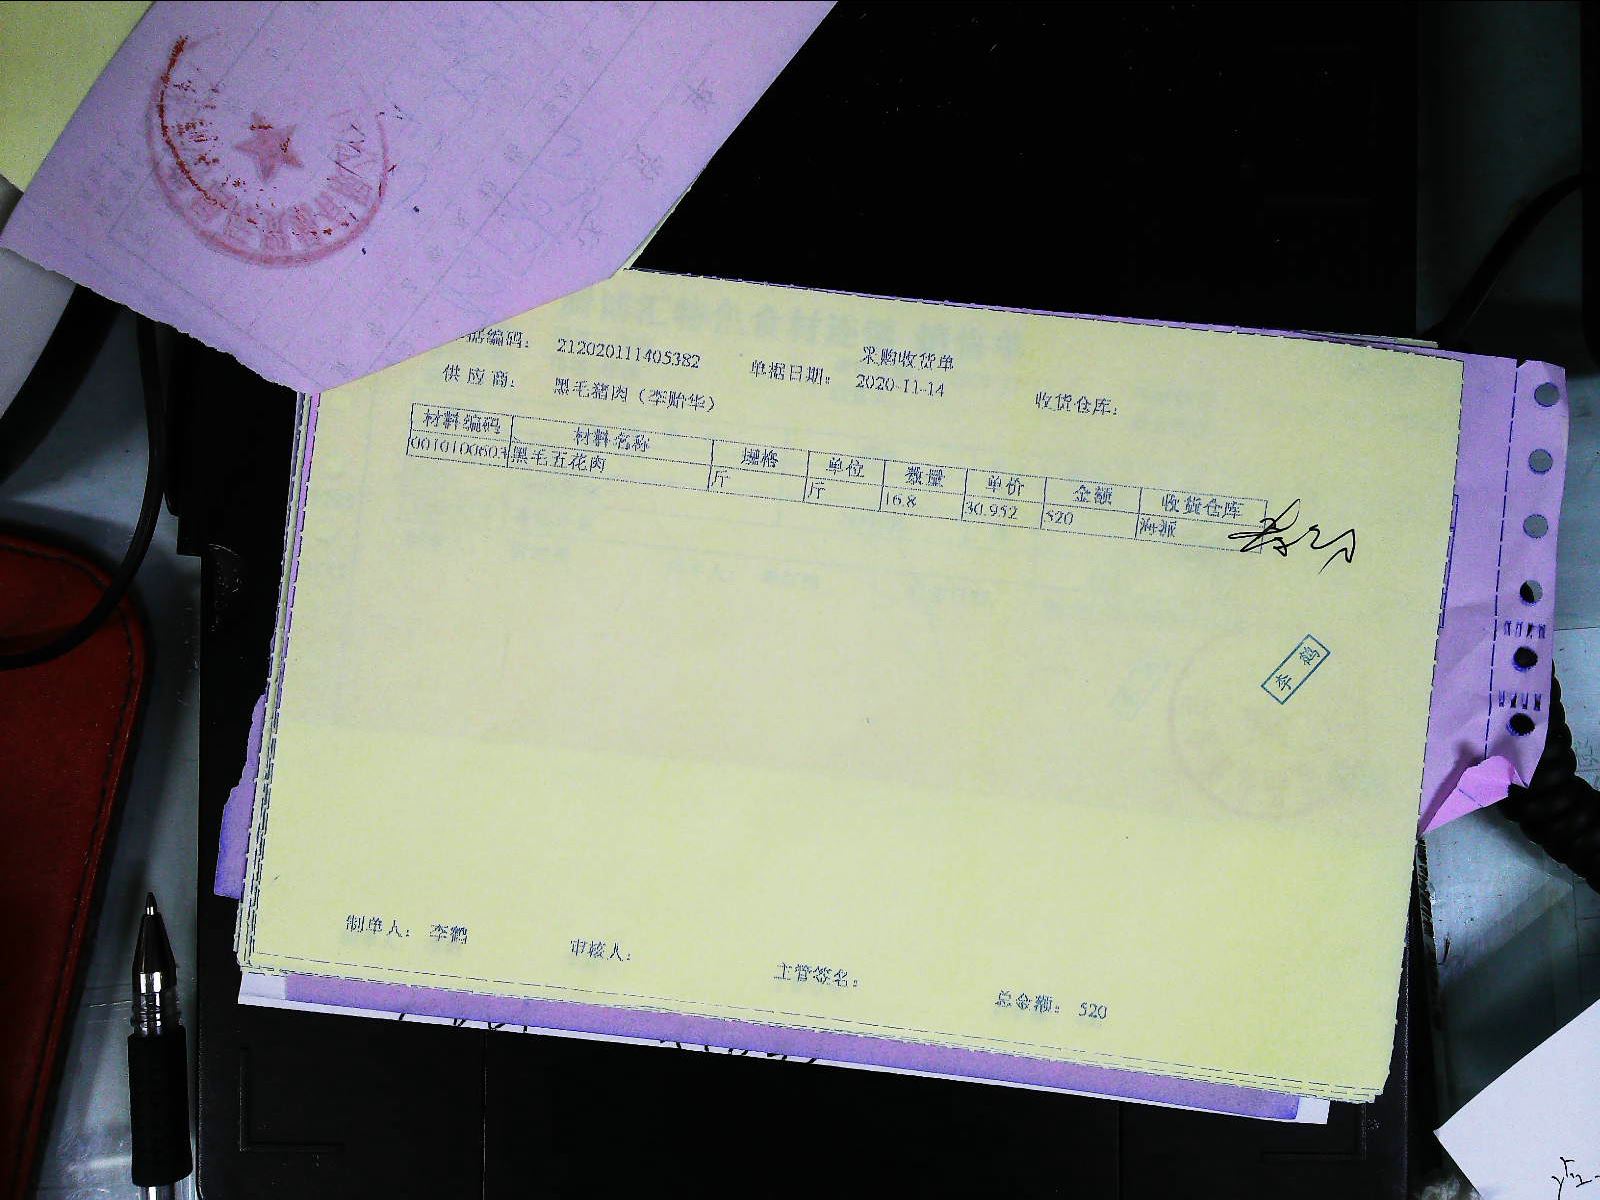 采购收货单
据编码： 212020111405382 单据日期： 2020-11-14 收货仓库：
供应商： 黑毛猪肉（李贻华）
材料编码 材料名称 规格 单位 数量 单价 金额 收货仓库
0010100603 黑毛五花肉 斤 斤 16.8 30.952 520 海派
李鹤
制单人： 李鹤 审核人： 主管签名： 总金额： 520